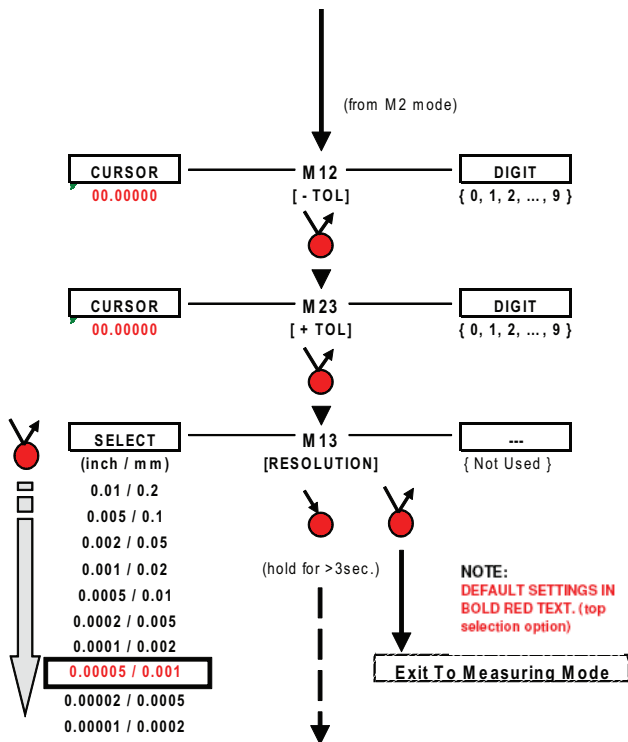 (from M2 mode)
CURSOR
M12
DIGIT
00.00000
[ - TOL]
{ 0, 1, 2, ..., 9 }
CURSOR
M23
DIGIT
00.00000
[ + TOL]
{ 0, 1, 2, ..., 9 }
SELECT
M13
---
(inch / mm)
[RESOLUTION]
{ Not Used }
0.01 / 0.2
0.005 / 0.1
0.002 / 0.05
0.001 / 0.02
0.0005 / 0.01
0.0002 / 0.005
0.0001 / 0.002
0.00005 / 0.001
0.00002 / 0.0005
0.00001 / 0.0002
(hold for >3sec.)
NOTE:
DEFAULT SETTINGS IN
BOLD RED TEXT. (top
selection option)
Exit To Measuring Mode